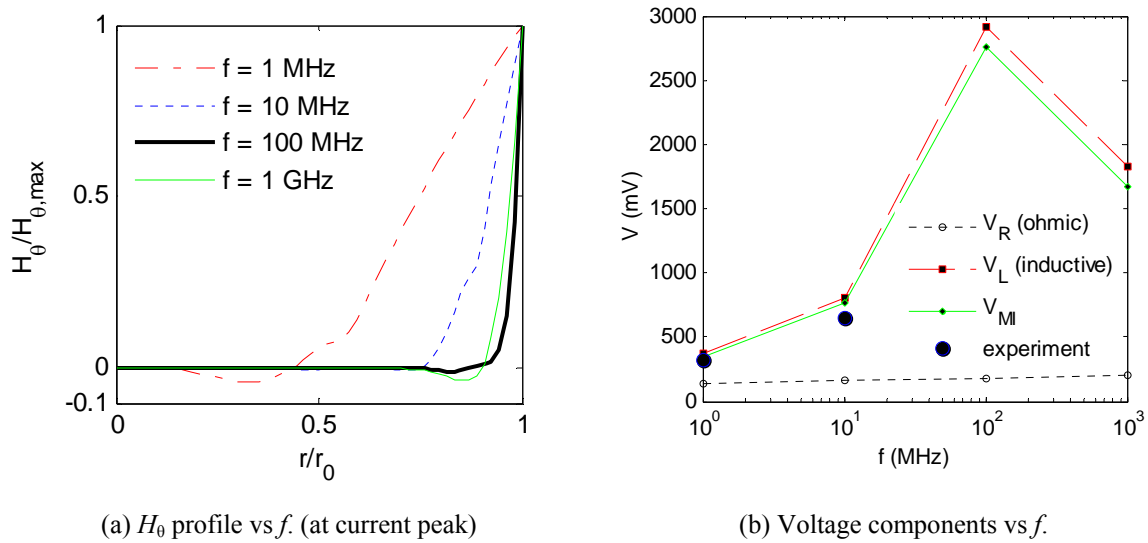 1
0.5
0
-0.1
H_θ/H_θ,max
f = 1 MHz
f = 10 MHz
f = 100 MHz
f = 1 GHz
0
0.5
1
r/r_0
(a) H_θ profile vs f. (at current peak)
3000
2500
2000
1500
1000
500
0
V (mV)
V_R (ohmic)
V_L (inductive)
V_MI
experiment
10^0
10^1
10^2
10^3
f (MHz)
(b) Voltage components vs f.